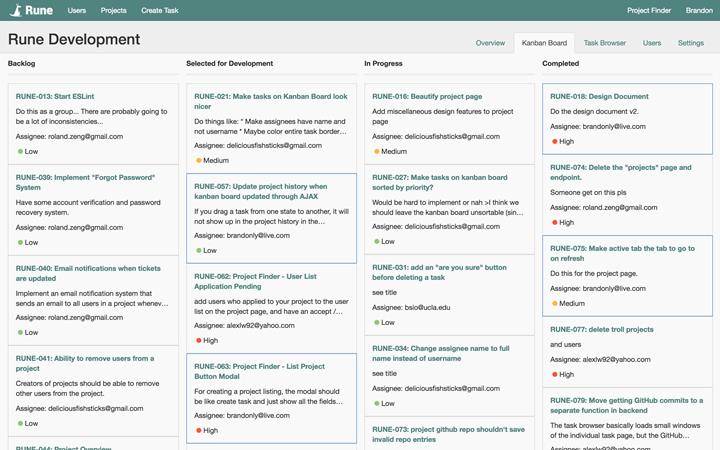 Rune Users Projects Create Task Project Finder Brandon
Rune Development
Overview Kanban Board Task Browser Users Settings
Backlog
RUNE-013: Start ESLint
Do this as a group... There are probably going to
be a lot of inconsistencies...
Assignee: roland.zeng@gmail.com
Low
RUNE-039: Implement "Forgot Password"
System
Have some account verification and password
recovery system.
Assignee: roland.zeng@gmail.com
Low
RUNE-040: Email notifications when tickets
are updated
Implement an email notification system that
sends an email to all users in a project whenev...
Assignee: roland.zeng@gmail.com
Low
RUNE-041: Ability to remove users from a
project
Creators of projects should be able to remove
other users from the project.
Assignee: deliciousfishsticks@gmail.com
Low
RUNE-044: Project Overview
Selected for Development
RUNE-021: Make tasks on Kanban Board look
nicer
Do things like: * Make assignees have name and
not username * Maybe color entire task border...
Assignee: deliciousfishsticks@gmail.com
Medium
RUNE-057: Update project history when
kanban board updated through AJAX
If you drag a task from one state to another, it will
not show up in the project history in the...
Assignee: brandonly@live.com
Low
RUNE-062: Project Finder - User List
Application Pending
add users who applied to your project to the user
list on the project page, and have an accept /...
Assignee: alexlw92@yahoo.com
High
RUNE-063: Project Finder - List Project
Button Modal
For creating a project listing, the modal should
be like create task and just show all the fields...
Assignee: brandonly@live.com
High
In Progress
RUNE-016: Beautify project page
Add miscellaneous design features to project
page
Assignee: deliciousfishsticks@gmail.com
Medium
RUNE-027: Make tasks on kanban board
sorted by priority?
Would be hard to implement or nah >I think we
should leave the kanban board unsortable (sin...
Assignee: deliciousfishsticks@gmail.com
Low
RUNE-031: add an "are you sure" button
before deleting a task
see title
Assignee: bsio@ucla.edu
Low
RUNE-034: Change assignee name to full
name instead of username
see title
Assignee: deliciousfishsticks@gmail.com
Low
RUNE-073: project github repo shouldn't save
invalid repo entries
Completed
RUNE-018: Design Document
Do the design document v2.
Assignee: brandonly@live.com
High
RUNE-074: Delete the "projects" page and
endpoint.
Someone get on this pls
Assignee: roland.zeng@gmail.com
High
RUNE-075: Make active tab the tab to go to
on refresh
Do this for the project page.
Assignee: brandonly@live.com
Medium
RUNE-077: delete troll projects
and users
Assignee: alexlw92@yahoo.com
High
RUNE-079: Move getting GitHub commits to a
separate function in backend
The task browser basically loads small windows
of the individual task page, but the GitHub...
Assignee: alexlw92@yahoo.com